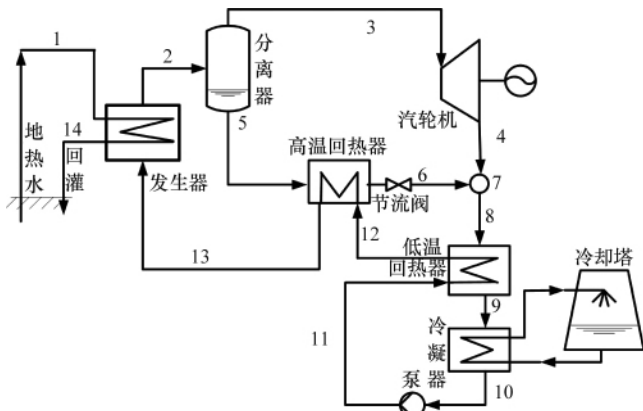 1
2
3
分离器
汽轮机
4
5
地热水
14
回灌
发生器
高温回热器
6
节流阀
7
8
12
13
低温
回热器
冷却塔
9
11
冷凝器
泵
10